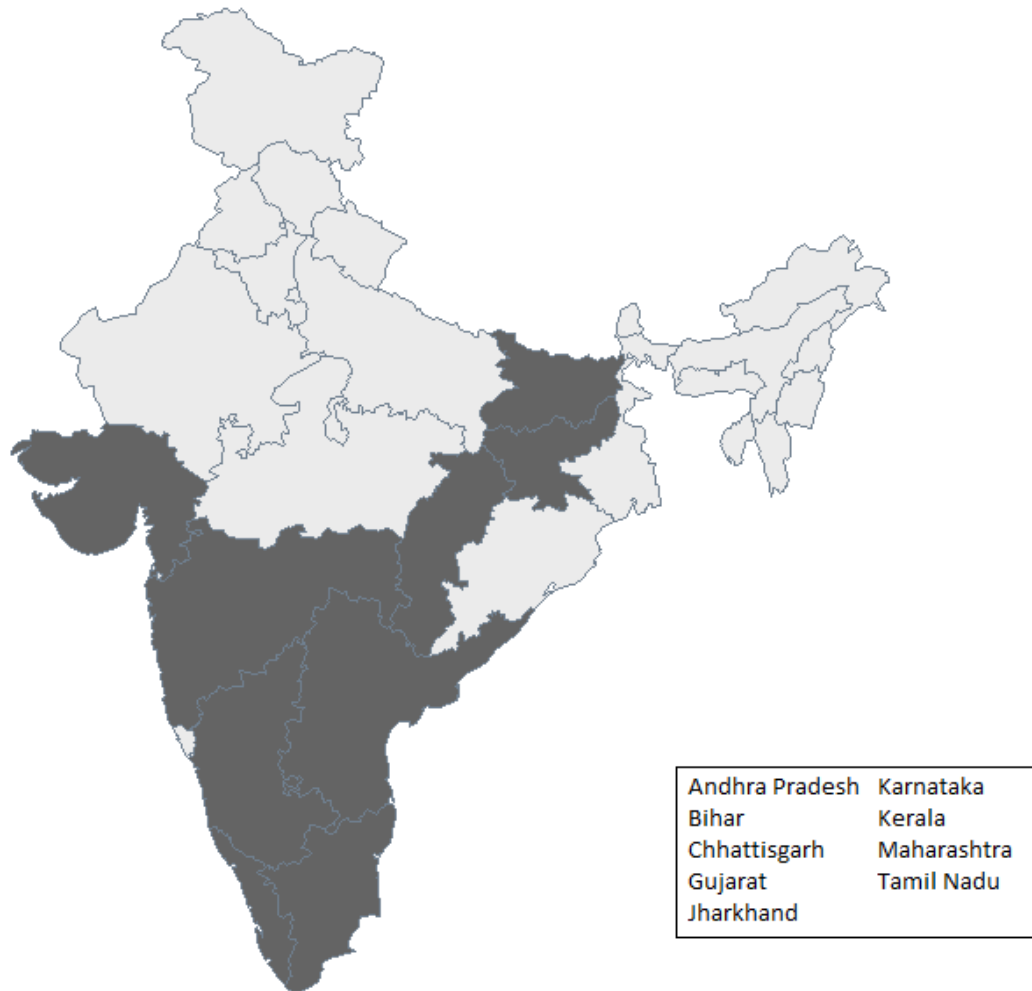 Andhra Pradesh Karnataka
Bihar Kerala
Chhattisgarh Maharashtra
Gujarat Tamil Nadu
Jharkhand